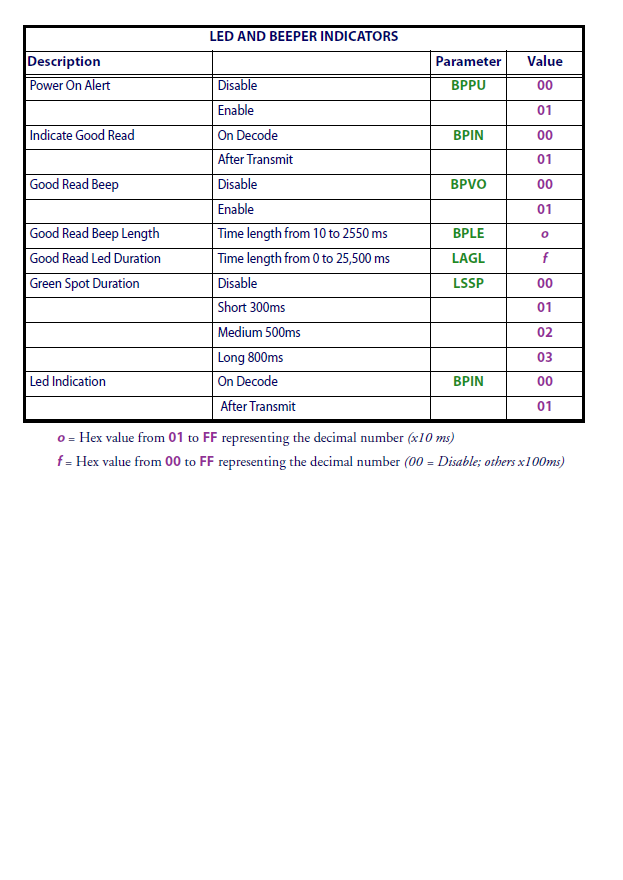 LED AND BEEPER INDICATORS
Description Parameter Value
Power On Alert Disable BPPU 00
Enable 01
Indicate Good Read On Decode BPIN 00
After Transmit 01
Good Read Beep Disable BPVO 00
Enable 01
Good Read Beep Length Time length from 10 to 2550 ms BPLE o
Good Read Led Duration Time length from 0 to 25,500 ms LAGL f
Green Spot Duration Disable LSSP 00
Short 300ms 01
Medium 500ms 02
Long 800ms 03
Led Indication On Decode BPIN 00
After Transmit 01
o = Hex value from 01 to FF representing the decimal number (x10 ms)
f = Hex value from 00 to FF representing the decimal number (00 = Disable; others x100ms)